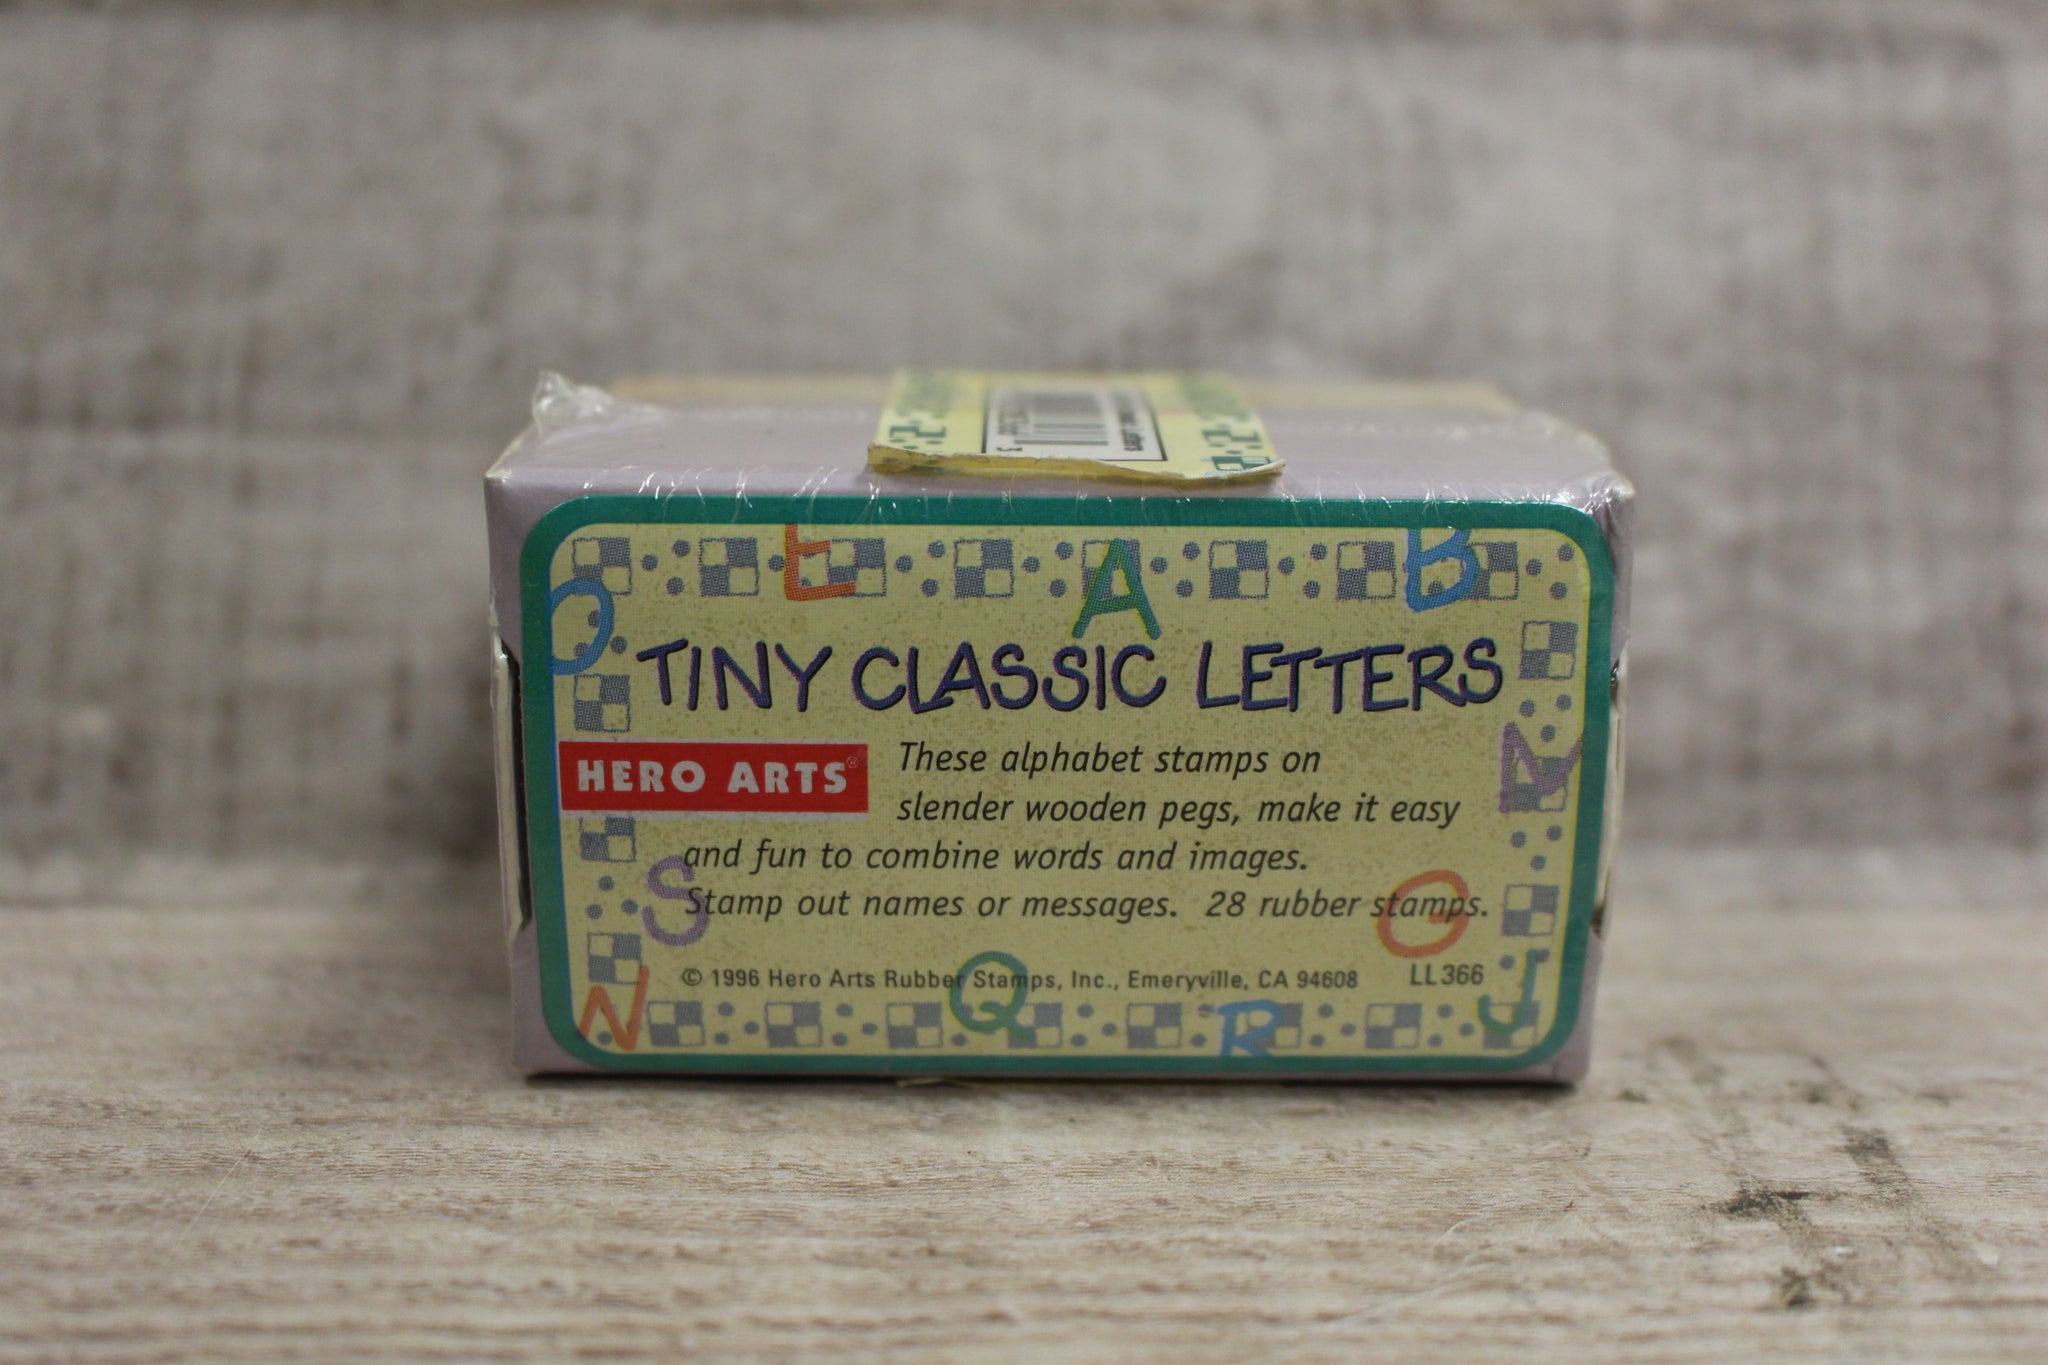 TINY CLASSIC LETTERS
HERO ARTS®
These alphabet stamps on
slender wooden pegs, make it easy
and fun to combine words and images.
Stamp out names or messages. 28 rubber stamps.
© 1996 Hero Arts Rubber Stamps, Inc., Emeryville, CA 94608 LL366
E
A
B
O
S
G
N
Q
R
J